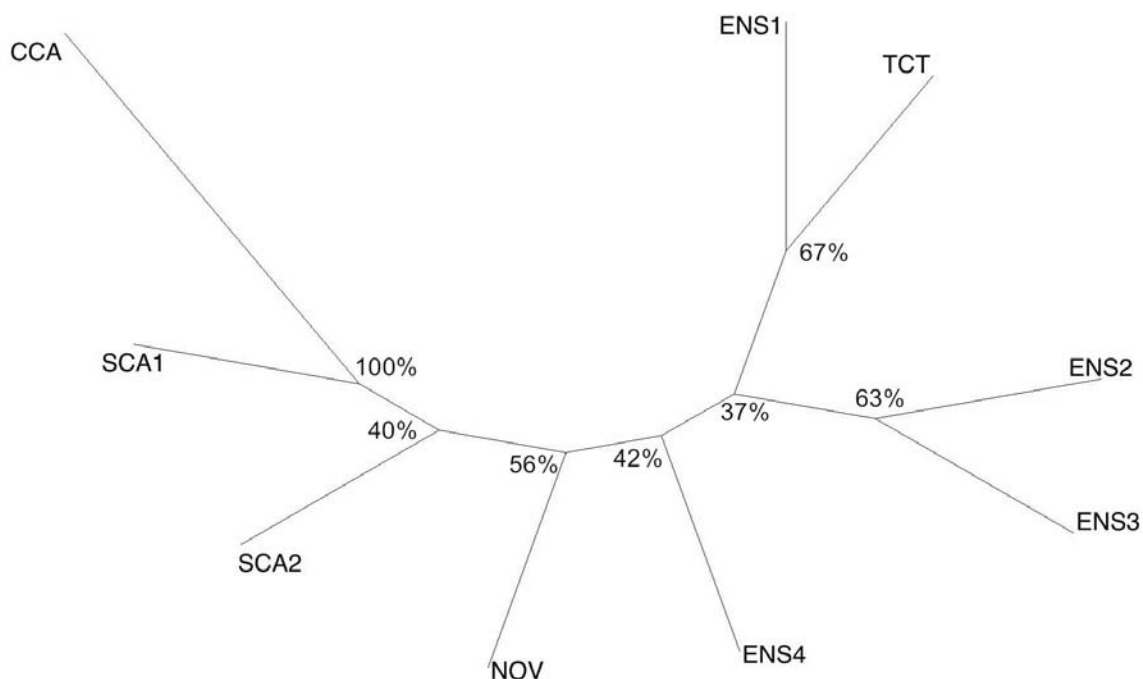 ENS1
CCA
TCT
67%
SCA1
100%
ENS2
63%
37%
40%
56%
42%
ENS3
SCA2
ENS4
NOV